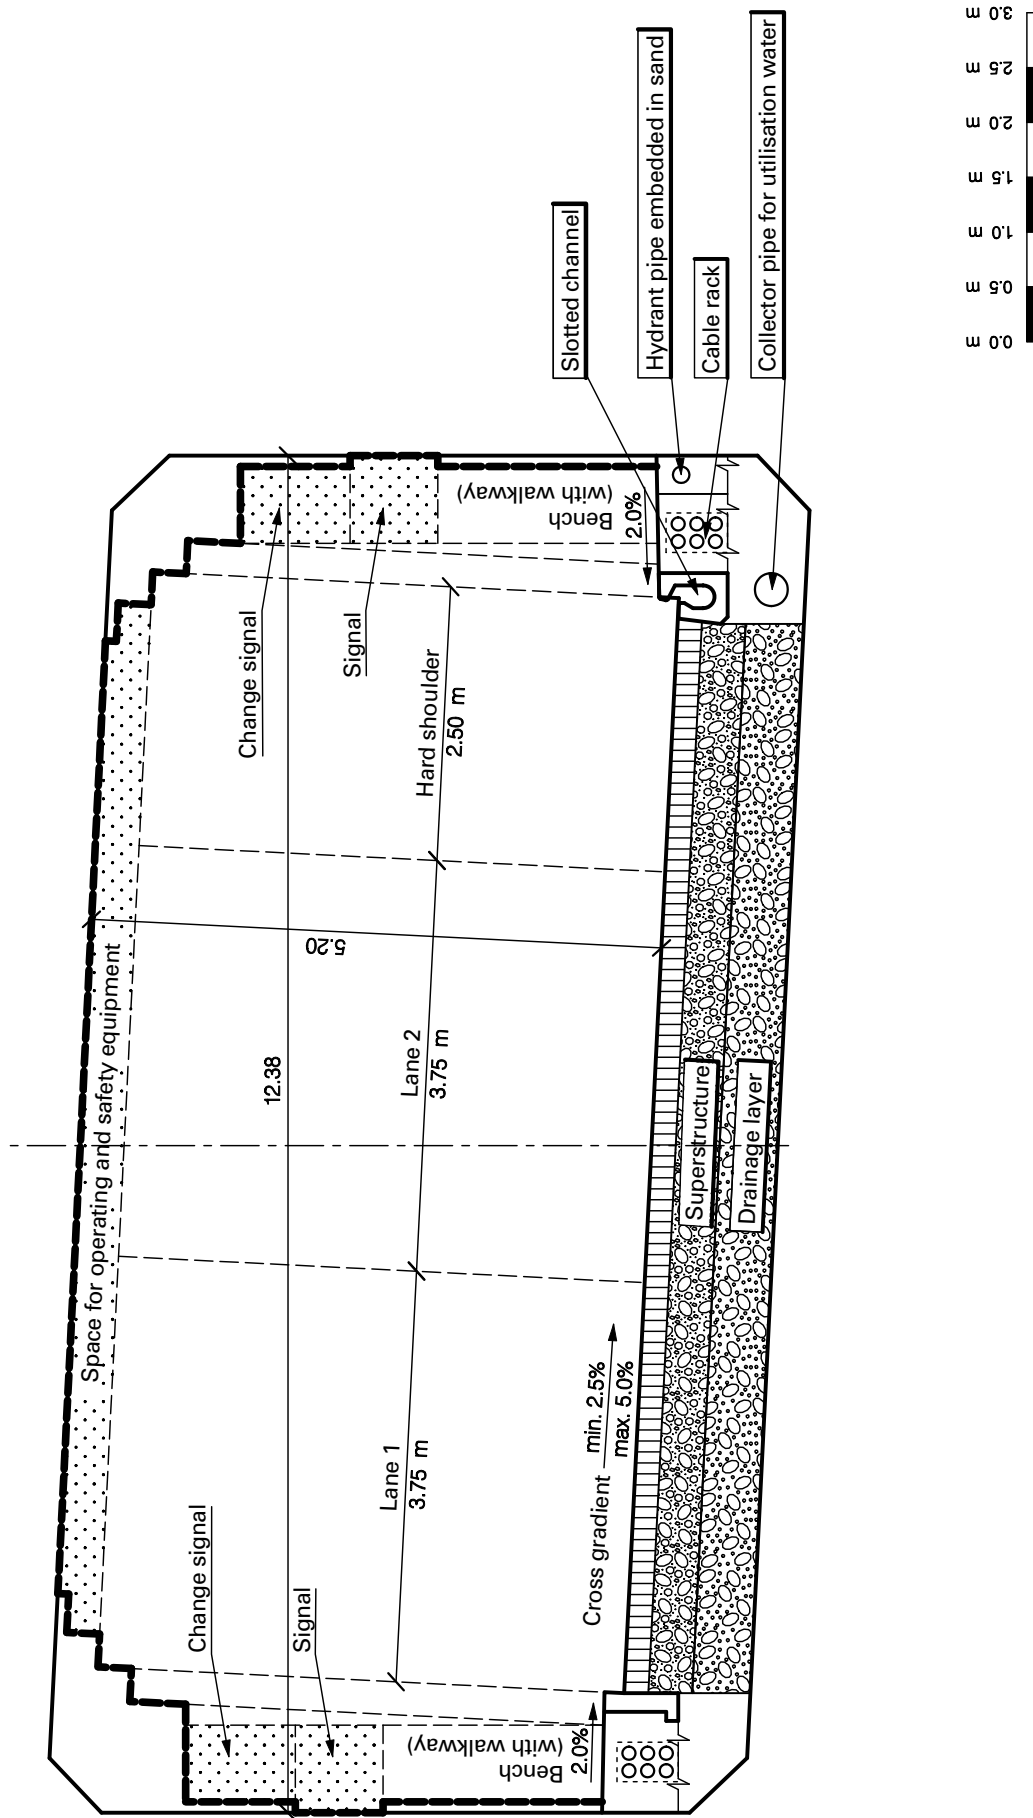 Space for operating and safety equipment
Change signal
Signal
Change signal
Signal
12.38
5.20
Lane 1
3.75 m
Lane 2
3.75 m
Hard shoulder
2.50 m
Bench
(with walkway)
2.0%
Bench
(with walkway)
2.0%
Cross gradient
min. 2.5%
max. 5.0%
Superstructure
Drainage layer
Slotted channel
Hydrant pipe embedded in sand
Cable rack
Collector pipe for utilisation water
0.0 m
0.5 m
1.0 m
1.5 m
2.0 m
2.5 m
3.0 m